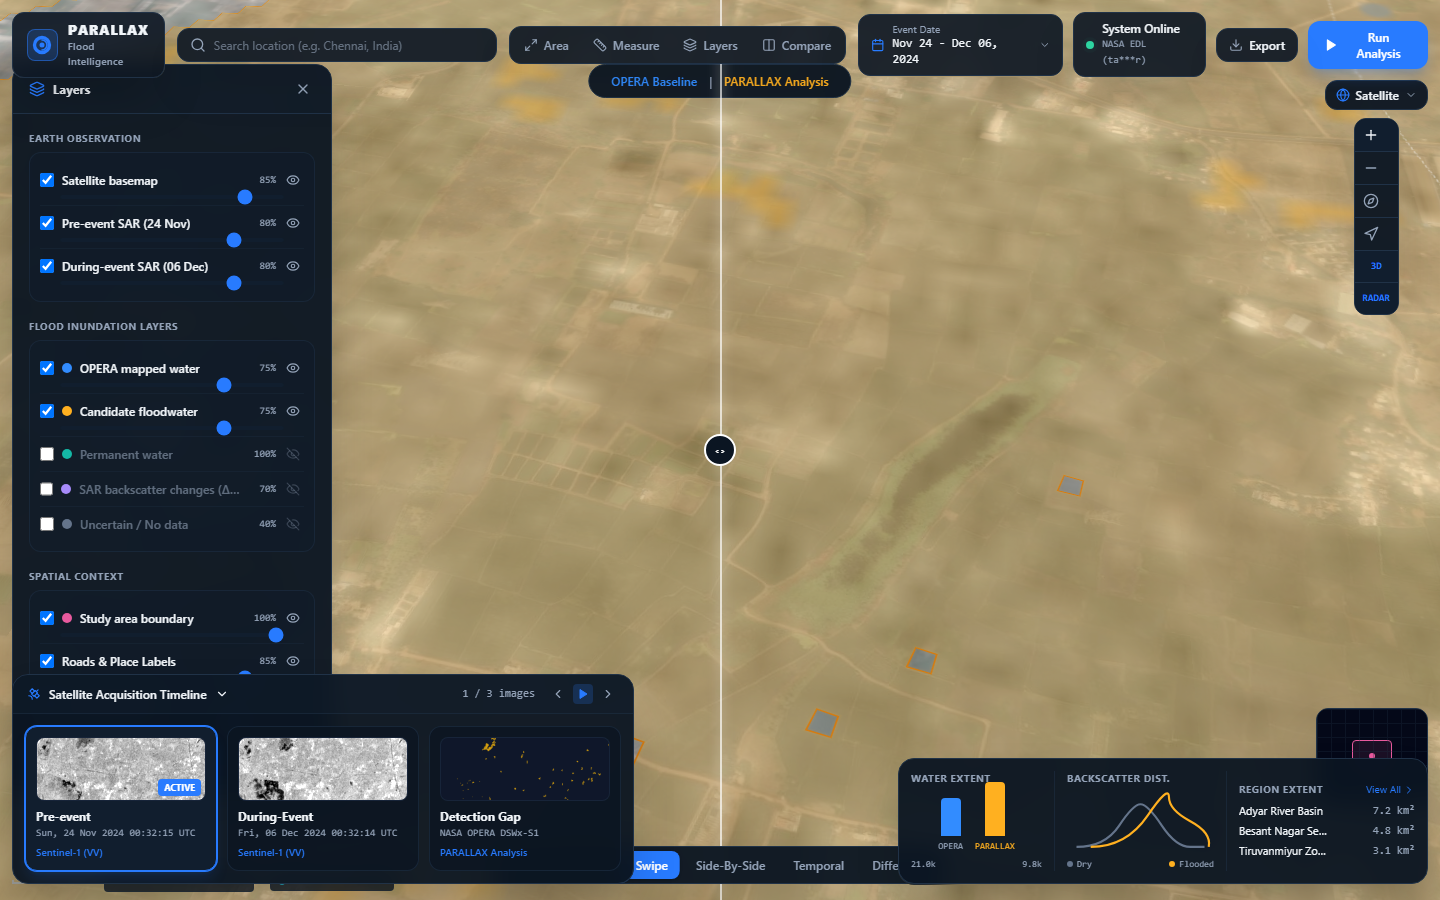 PARALLAX
Flood
Intelligence
Search location (e.g. Chennai, India)
Area
Measure
Layers
Compare
Event Date
Nov 24 - Dec 06,
2024
System Online
NASA EDL
(ta***r)
Export
Run
Analysis
OPERA Baseline | PARALLAX Analysis
Satellite
3D
RADAR
Layers
EARTH OBSERVATION
Satellite basemap 85%
Pre-event SAR (24 Nov) 80%
During-event SAR (06 Dec) 80%
FLOOD INUNDATION LAYERS
OPERA mapped water 75%
Candidate floodwater 75%
Permanent water 100%
SAR backscatter changes (Δ... 70%
Uncertain / No data 40%
SPATIAL CONTEXT
Study area boundary 100%
Roads & Place Labels 85%
Satellite Acquisition Timeline
1 / 3 images
ACTIVE
Pre-event
Sun, 24 Nov 2024 00:32:15 UTC
Sentinel-1 (VV)
During-Event
Fri, 06 Dec 2024 00:32:14 UTC
Sentinel-1 (VV)
Detection Gap
NASA OPERA DSWx-S1
PARALLAX Analysis
Swipe
Side-By-Side
Temporal
Diffe
WATER EXTENT
OPERA
PARALLAX
21.0k
9.8k
BACKSCATTER DIST.
Dry
Flooded
REGION EXTENT
View All
Adyar River Basin 7.2 km²
Besant Nagar Se... 4.8 km²
Tiruvanmiyur Zo... 3.1 km²